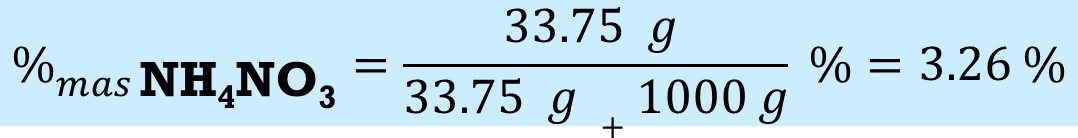 %mas NH4NO3 = 33.75 g / 33.75 g + 1000 g % = 3.26 %